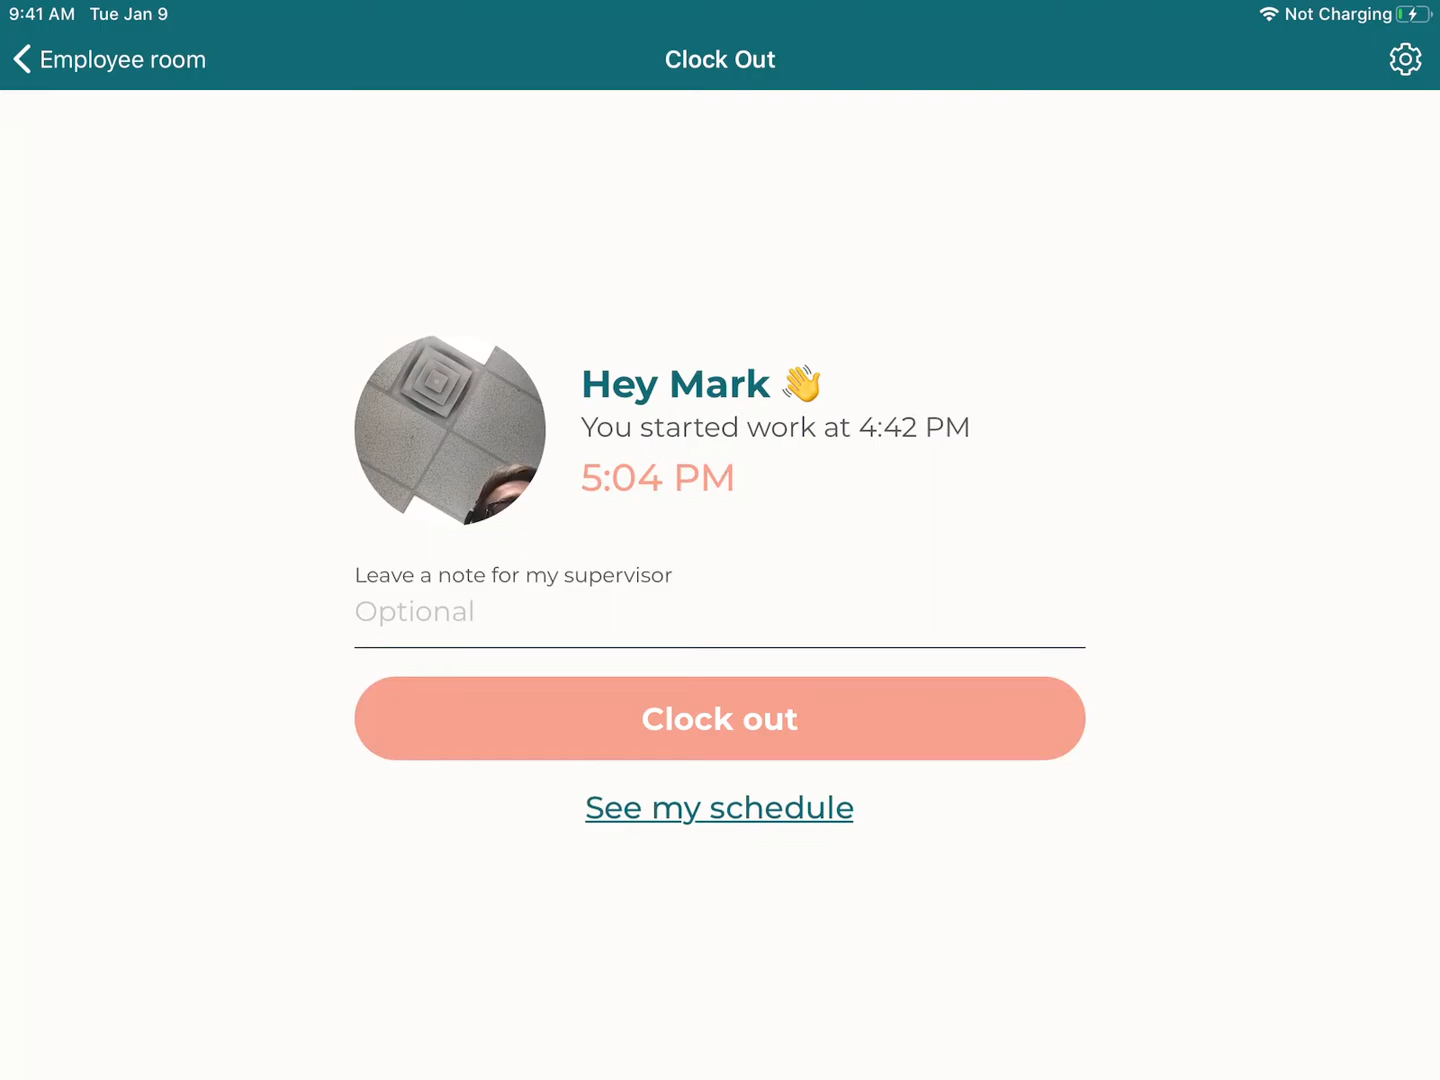 9:41 AM Tue Jan 9
Not Charging
Employee room
Clock Out
Hey Mark 👋
You started work at 4:42 PM
5:04 PM
Leave a note for my supervisor
Optional
Clock out
See my schedule